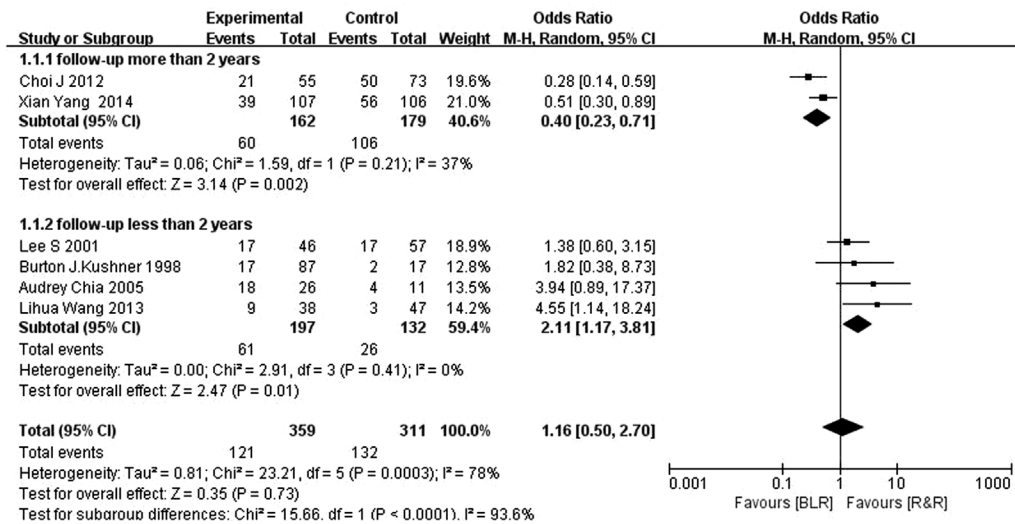 Experimental Control Odds Ratio Odds Ratio
Study or Subgroup Events Total Events Total Weight M-H, Random, 95% CI M-H, Random, 95% CI
1.1.1 follow-up more than 2 years
Choi J 2012 21 55 50 73 19.6% 0.28 [0.14, 0.59]
Xian Yang 2014 39 107 56 106 21.0% 0.51 [0.30, 0.89]
Subtotal (95% CI) 162 179 40.6% 0.40 [0.23, 0.71]
Total events 60 106
Heterogeneity: Tau² = 0.06; Chi² = 1.59, df = 1 (P = 0.21); I² = 37%
Test for overall effect: Z = 3.14 (P = 0.002)
1.1.2 follow-up less than 2 years
Lee S 2001 17 46 17 57 18.9% 1.38 [0.60, 3.15]
Burton J.Kushner 1998 17 87 2 17 12.8% 1.82 [0.38, 8.73]
Audrey Chia 2005 18 26 4 11 13.5% 3.94 [0.89, 17.37]
Lihua Wang 2013 9 38 3 47 14.2% 4.55 [1.14, 18.24]
Subtotal (95% CI) 197 132 59.4% 2.11 [1.17, 3.81]
Total events 61 26
Heterogeneity: Tau² = 0.00; Chi² = 2.91, df = 3 (P = 0.41); I² = 0%
Test for overall effect: Z = 2.47 (P = 0.01)
Total (95% CI) 359 311 100.0% 1.16 [0.50, 2.70]
Total events 121 132
Heterogeneity: Tau² = 0.81; Chi² = 23.21, df = 5 (P = 0.0003); I² = 78%
Test for overall effect: Z = 0.35 (P = 0.73)
Test for subgroup differences: Chi² = 15.66, df = 1 (P < 0.0001), I² = 93.6%
0.001 0.1 1 10 1000
Favours [BLR] Favours [R&R]